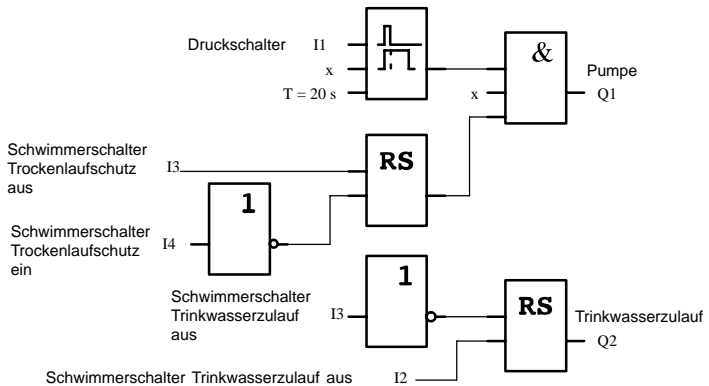 Druckschalter I1
x
T = 20 s
&
x
Pumpe
Q1
Schwimmerschalter
Trockenlaufschutz
aus
I3
RS
1
Schwimmerschalter
Trockenlaufschutz
ein
I4
1
Schwimmerschalter
Trinkwasserzulauf
aus
I3
RS
Trinkwasserzulauf
Q2
Schwimmerschalter Trinkwasserzulauf aus I2